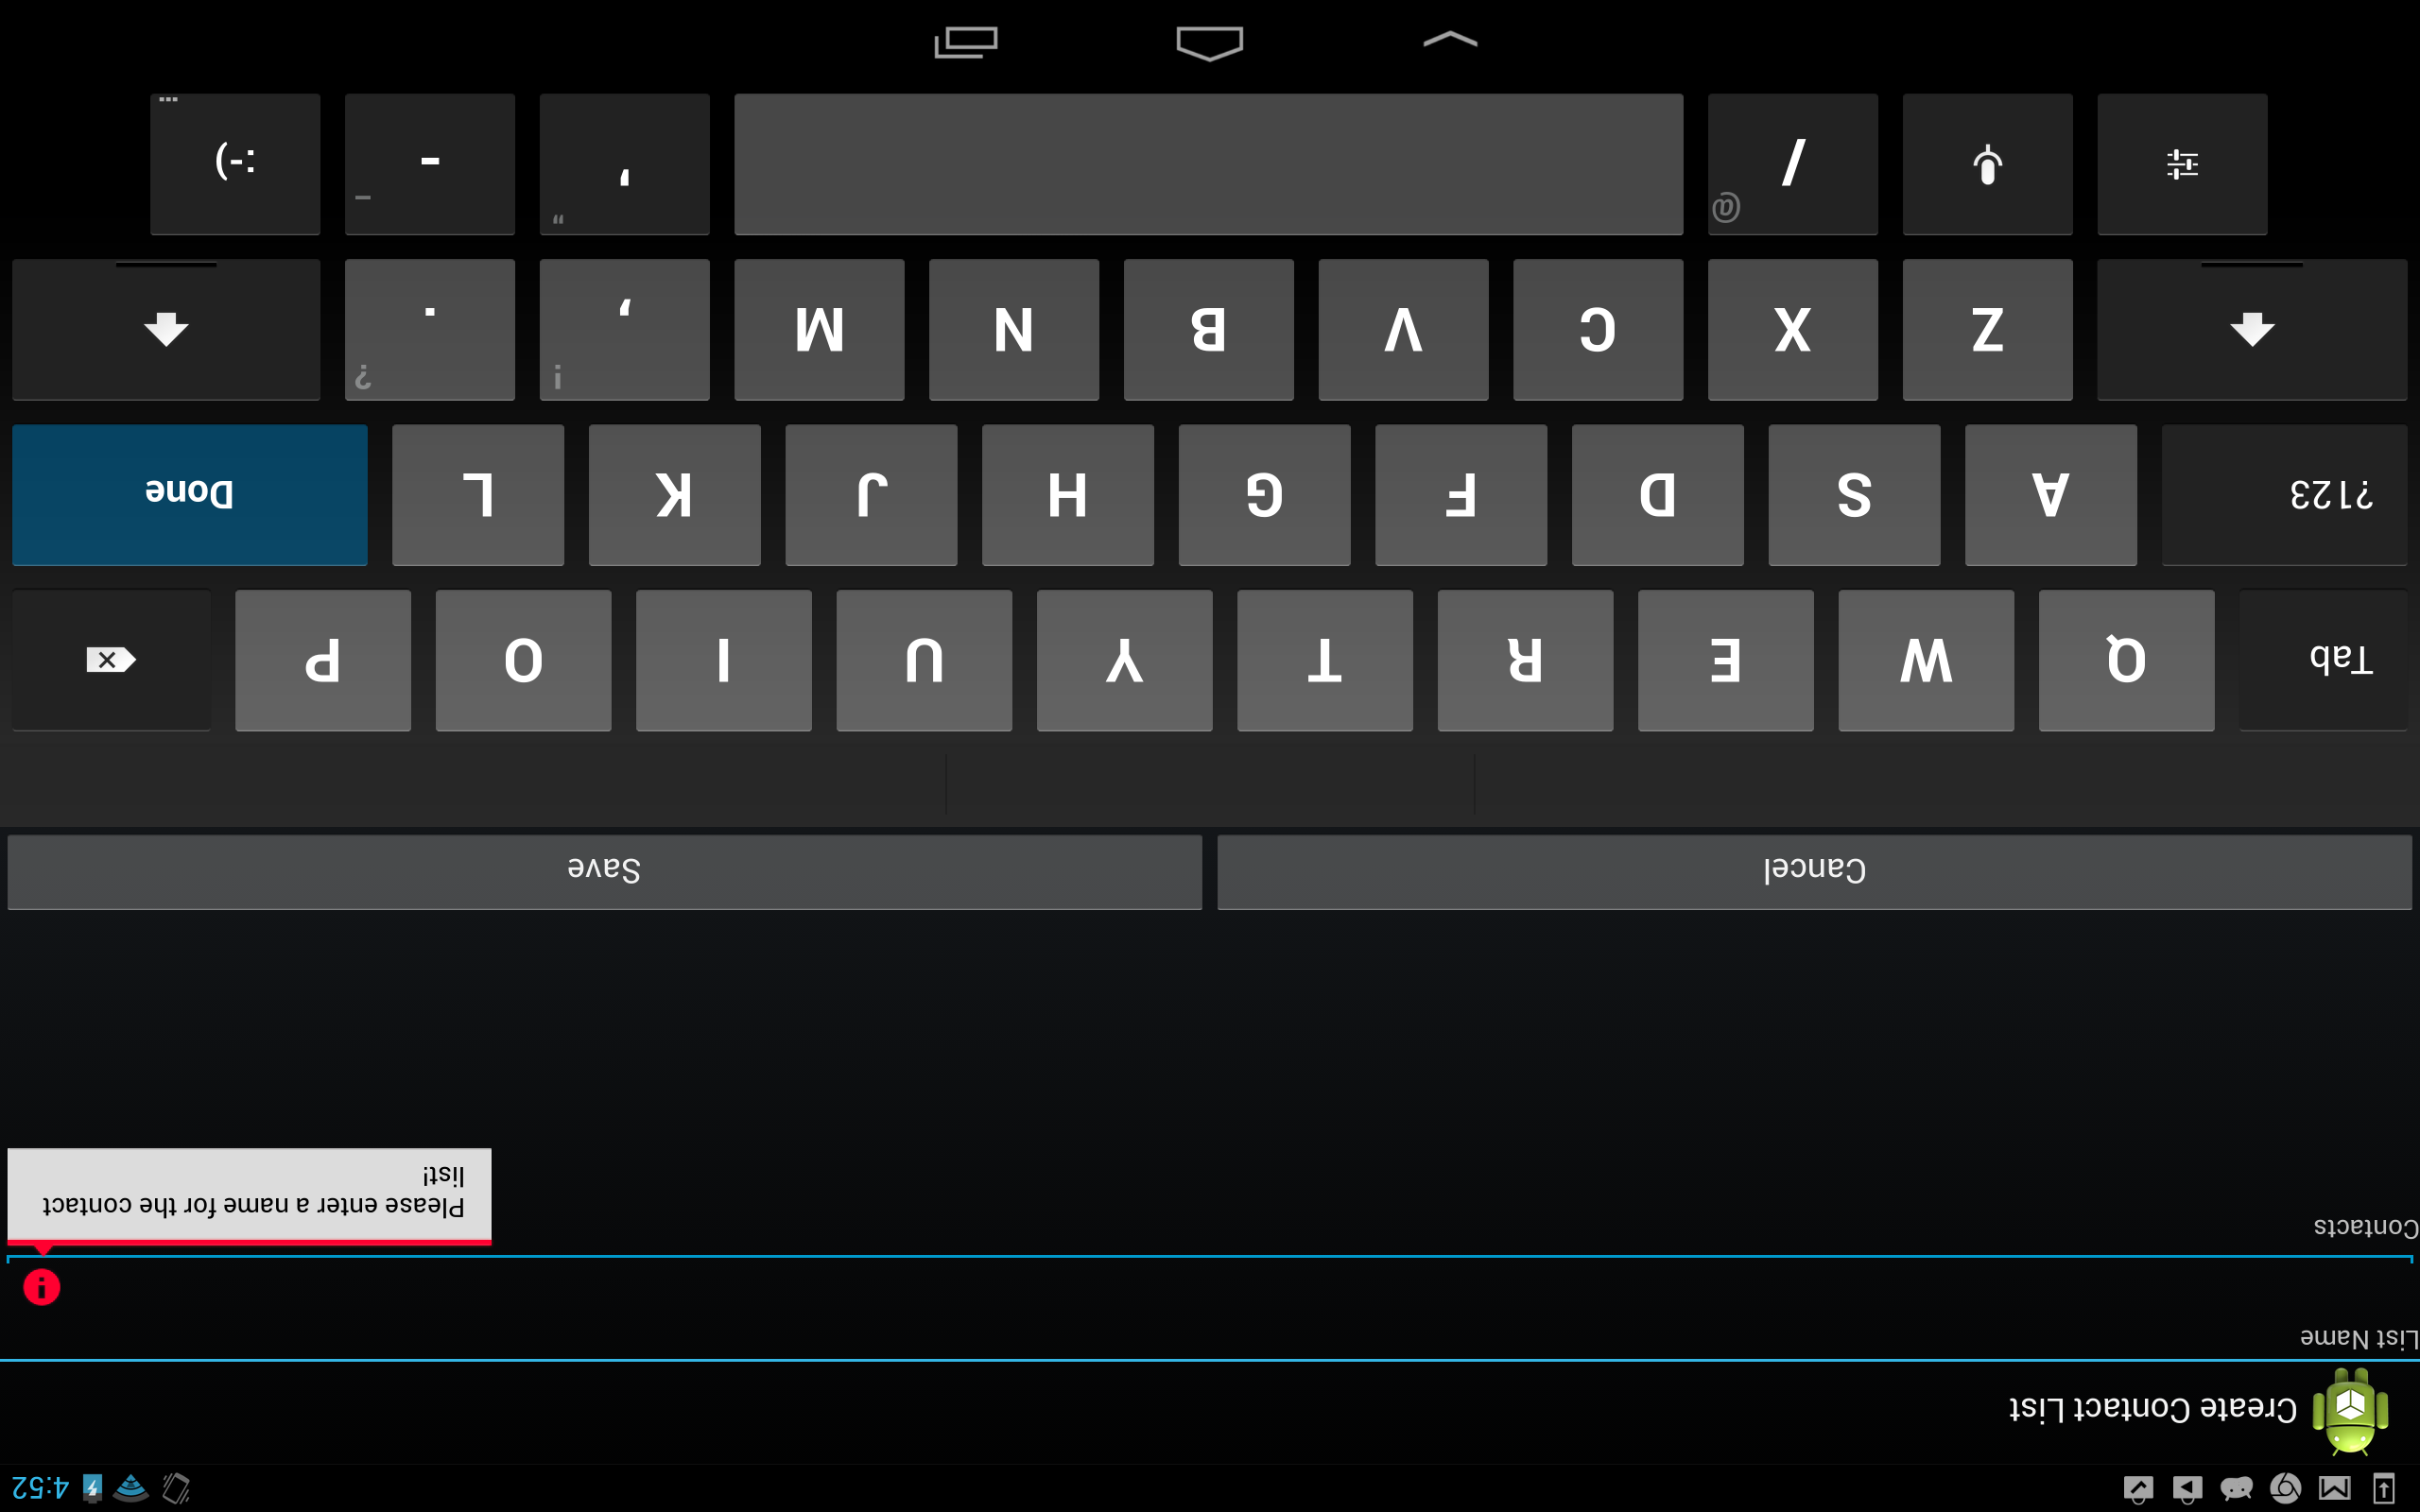 4:52
Create Contact List
List Name
Contacts
Please enter a name for the contact
list!
Cancel
Save
Tab Q W E R T Y U I O P
?123 A S D F G H J K L Done
Z X C V B N M , ! . ?
/ @ ' " - _ :-) ...